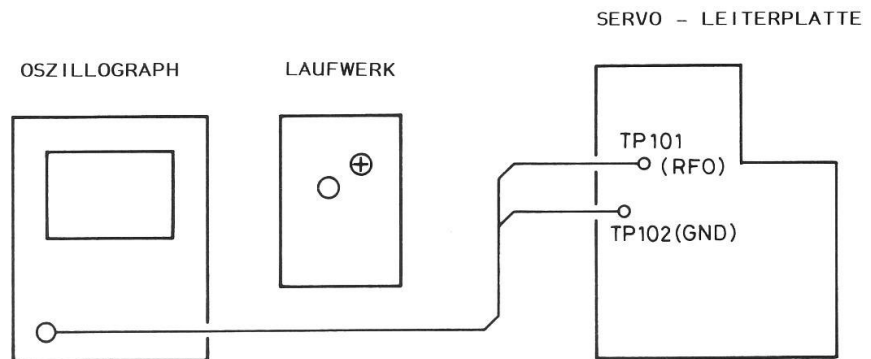 SERVO - LEITERPLATTE
OSZILLOGRAPH
LAUFWERK
TP101
(RFO)
TP102(GND)